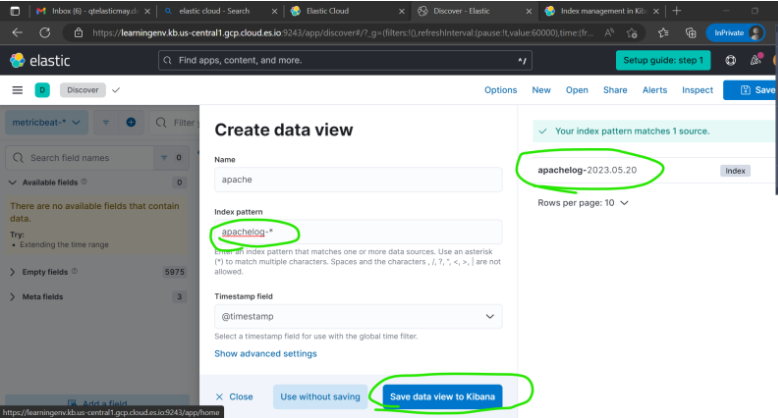 Inbox (6) - qtelasticmay.d
elastic cloud - Search
Elastic Cloud
Discover - Elastic
Index management in Kib
https://learningenv.kb.us-central1.gcp.cloud.es.io:9243/app/discover#/?_g=(filters:!(),refreshInterval:(pause:!t,value:60000),time:(fr...
InPrivate
elastic
Find apps, content, and more.
^/
Setup guide: step 1
D
Discover
Options
New
Open
Share
Alerts
Inspect
Save
metricbeat-*
Filter y
Search field names
0
Available fields
0
There are no available fields that contain
data.
Try:
• Extending the time range
Empty fields
5975
Meta fields
3
Add a field
https://learningenv.kb.us-central1.gcp.cloud.es.io:9243/app/home
Create data view
Name
apache
Index pattern
apachelog-*
Enter an index pattern that matches one or more data sources. Use an asterisk
(*) to match multiple characters. Spaces and the characters , /, ?, ", <, >, | are not
allowed.
Timestamp field
@timestamp
Select a timestamp field for use with the global time filter.
Show advanced settings
Close
Use without saving
Save data view to Kibana
Your index pattern matches 1 source.
apachelog-2023.05.20
Index
Rows per page: 10